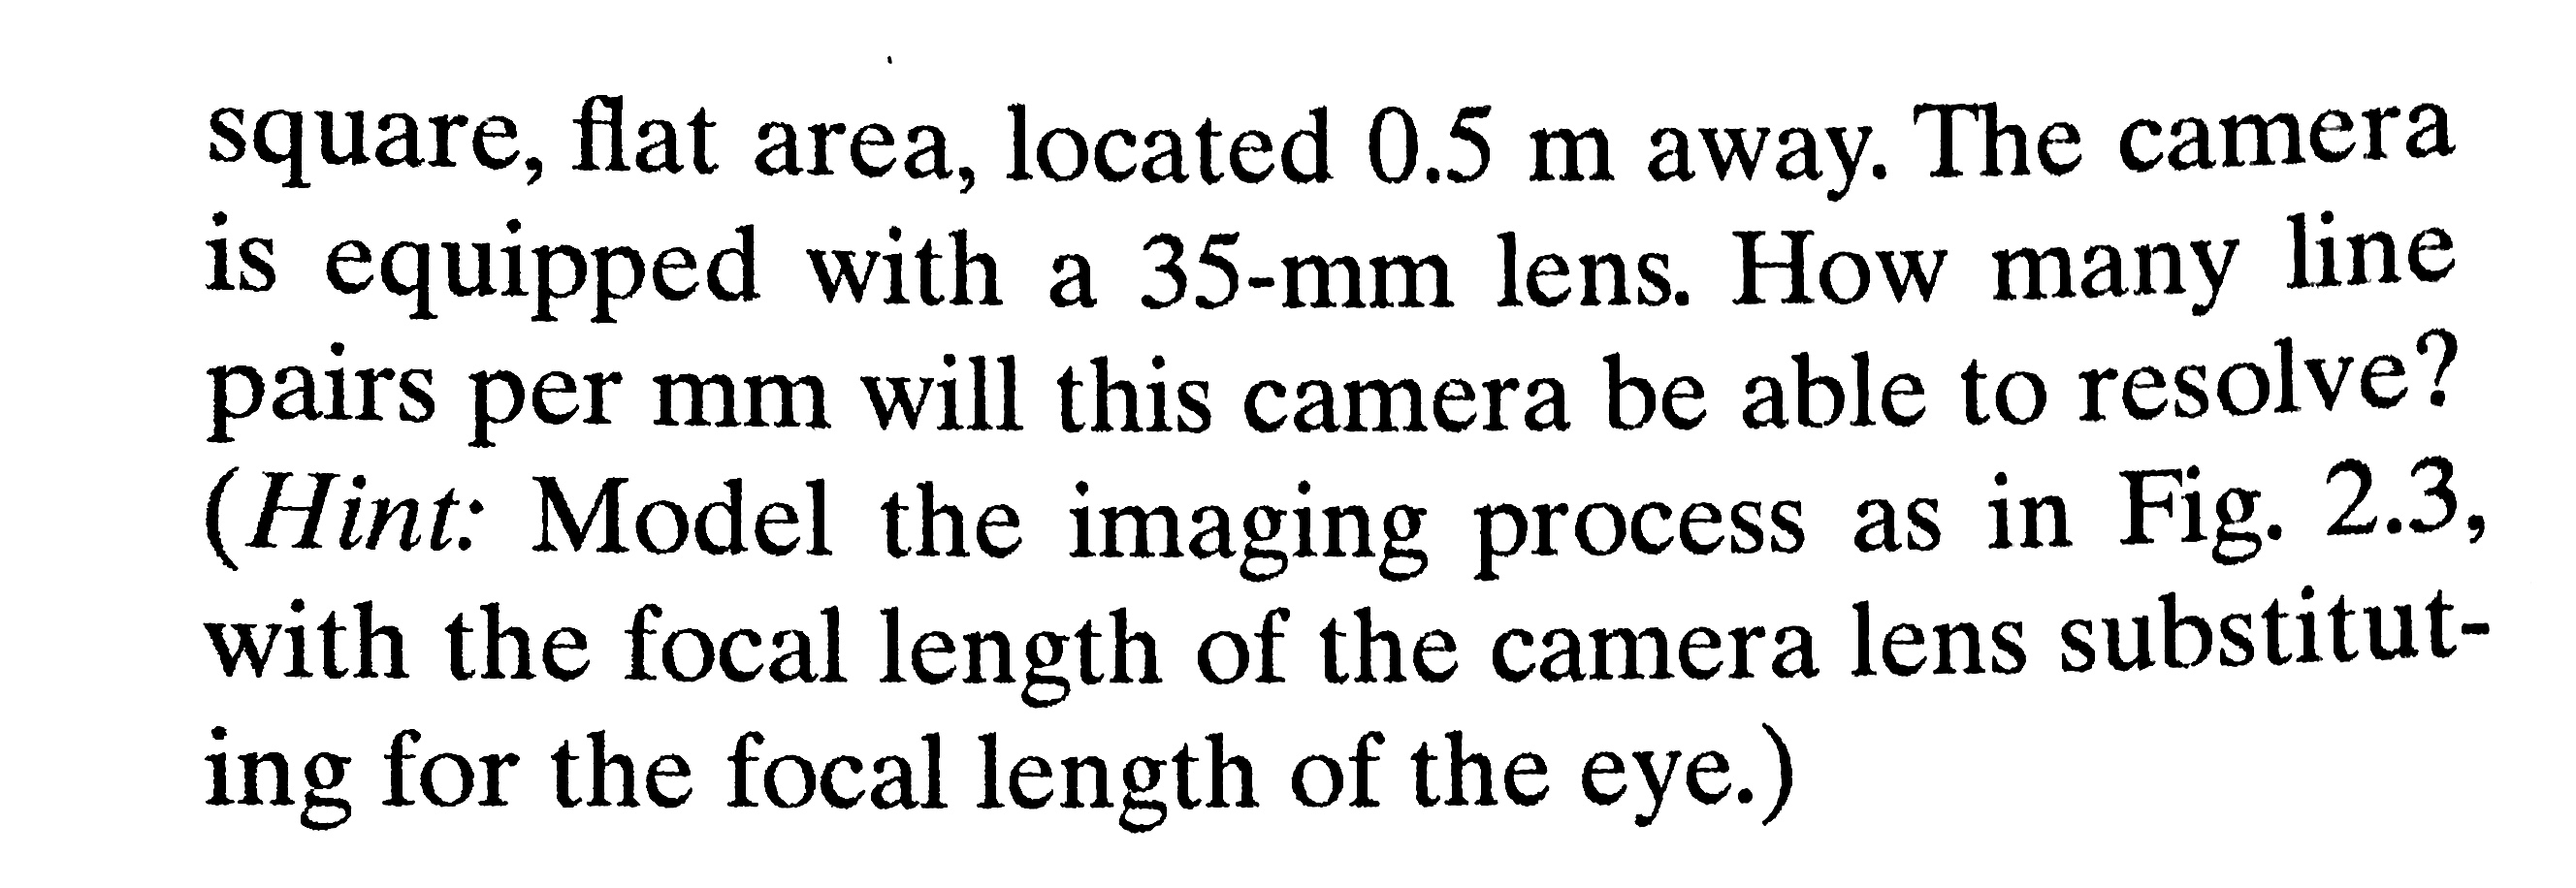 square, flat area, located 0.5 m away. The camera
is equipped with a 35-mm lens. How many line
pairs per mm will this camera be able to resolve?
(Hint: Model the imaging process as in Fig. 2.3,
with the focal length of the camera lens substitut-
ing for the focal length of the eye.)